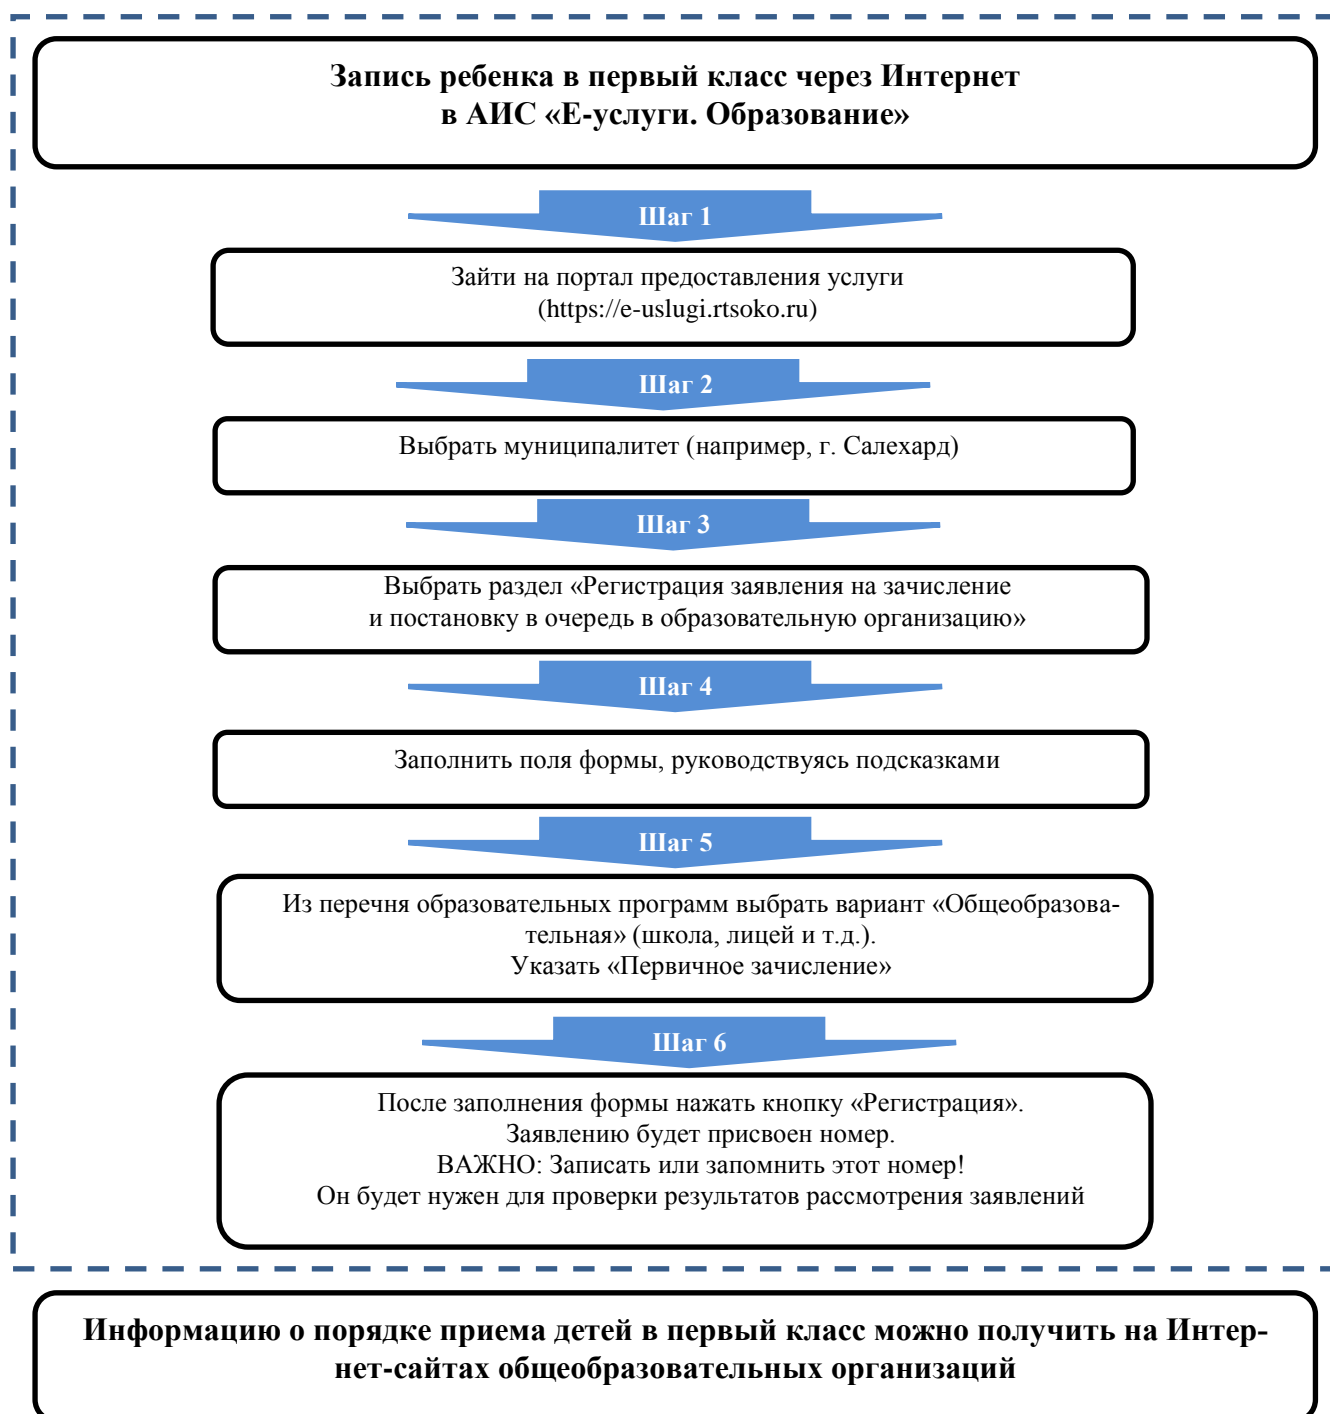 Запись ребенка в первый класс через Интернет
в АИС «Е-услуги. Образование»
Шаг 1
Зайти на портал предоставления услуги
(https://e-uslugi.rtsoko.ru)
Шаг 2
Выбрать муниципалитет (например, г. Салехард)
Шаг 3
Выбрать раздел «Регистрация заявления на зачисление
и постановку в очередь в образовательную организацию»
Шаг 4
Заполнить поля формы, руководствуясь подсказками
Шаг 5
Из перечня образовательных программ выбрать вариант «Общеобразова-
тельная» (школа, лицей и т.д.).
Указать «Первичное зачисление»
Шаг 6
После заполнения формы нажать кнопку «Регистрация».
Заявлению будет присвоен номер.
ВАЖНО: Записать или запомнить этот номер!
Он будет нужен для проверки результатов рассмотрения заявлений
Информацию о порядке приема детей в первый класс можно получить на Интер-
нет-сайтах общеобразовательных организаций